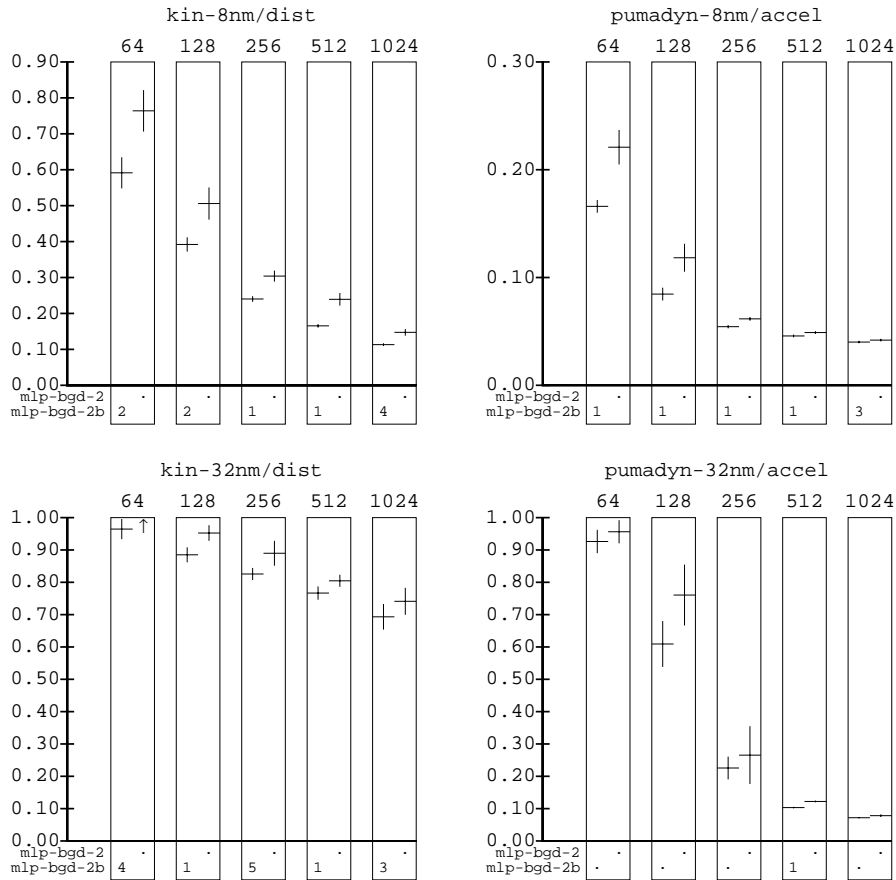 kin-8nm/dist
64 128 256 512 1024
0.90
0.80
0.70
0.60
0.50
0.40
0.30
0.20
0.10
0.00
mlp-bgd-2 . . . . .
mlp-bgd-2b 2 2 1 1 4
pumadyn-8nm/accel
64 128 256 512 1024
0.30
0.20
0.10
0.00
mlp-bgd-2 . . . . .
mlp-bgd-2b 1 1 1 1 3
kin-32nm/dist
64 128 256 512 1024
1.00
0.90
0.80
0.70
0.60
0.50
0.40
0.30
0.20
0.10
0.00
mlp-bgd-2 . . . . .
mlp-bgd-2b 4 1 5 1 3
pumadyn-32nm/accel
64 128 256 512 1024
1.00
0.90
0.80
0.70
0.60
0.50
0.40
0.30
0.20
0.10
0.00
mlp-bgd-2 . . . . .
mlp-bgd-2b . . . 1 .